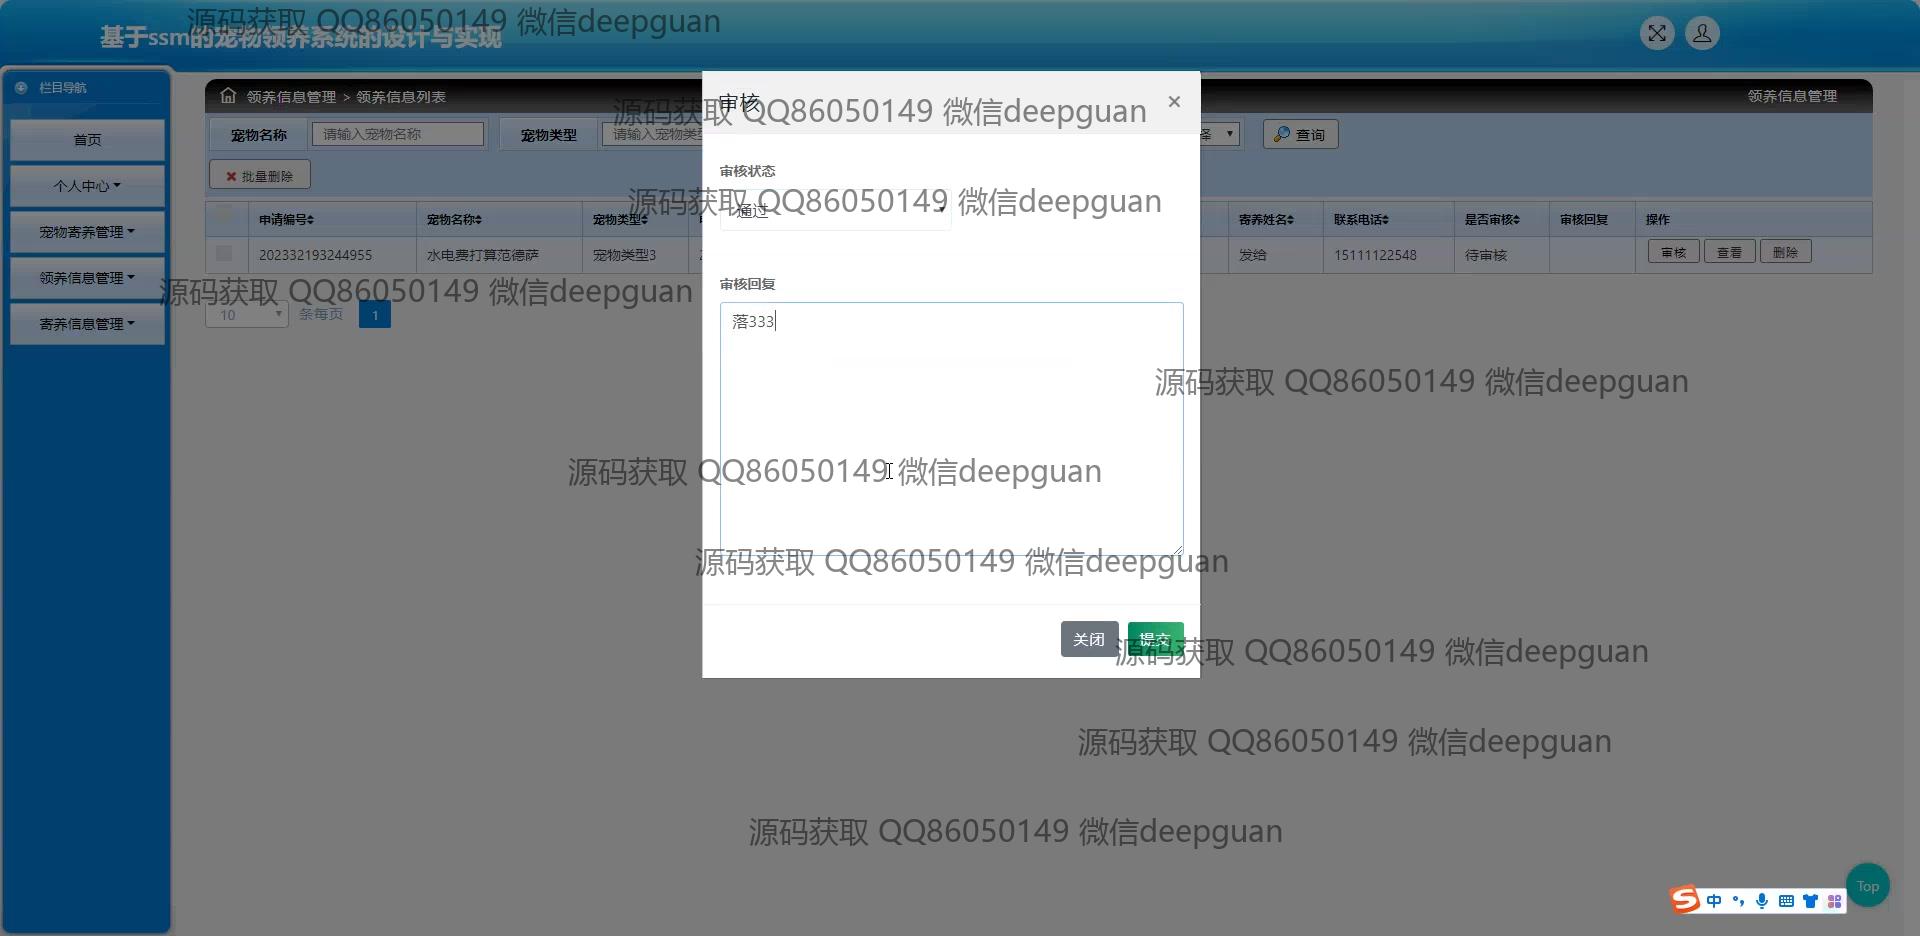 源码获取 QQ86050149 微信deepguan
基于ssm的宠物领养系统的设计与实现
栏目导航
首页
个人中心
宠物寄养管理
领养信息管理
寄养信息管理
领养信息管理 > 领养信息列表
领养信息管理
宠物名称 请输入宠物名称 宠物类型 请输入宠物类 择 查询
批量删除
申请编号 宠物名称 宠物类型 寄养姓名 联系电话 是否审核 审核回复 操作
202332193244955 水电费打算范德萨 宠物类型3 发给 15111122548 待审核 审核 查看 删除
10 条每页 1
审核 ×
源码获取 QQ86050149 微信deepguan
审核状态
通过
源码获取 QQ86050149 微信deepguan
审核回复
源码获取 QQ86050149 微信deepguan
落333
源码获取 QQ86050149 微信deepguan
源码获取 QQ86050149 微信deepguan
源码获取 QQ86050149 微信deepguan
关闭 提交
源码获取 QQ86050149 微信deepguan
源码获取 QQ86050149 微信deepguan
源码获取 QQ86050149 微信deepguan
Top
S 中